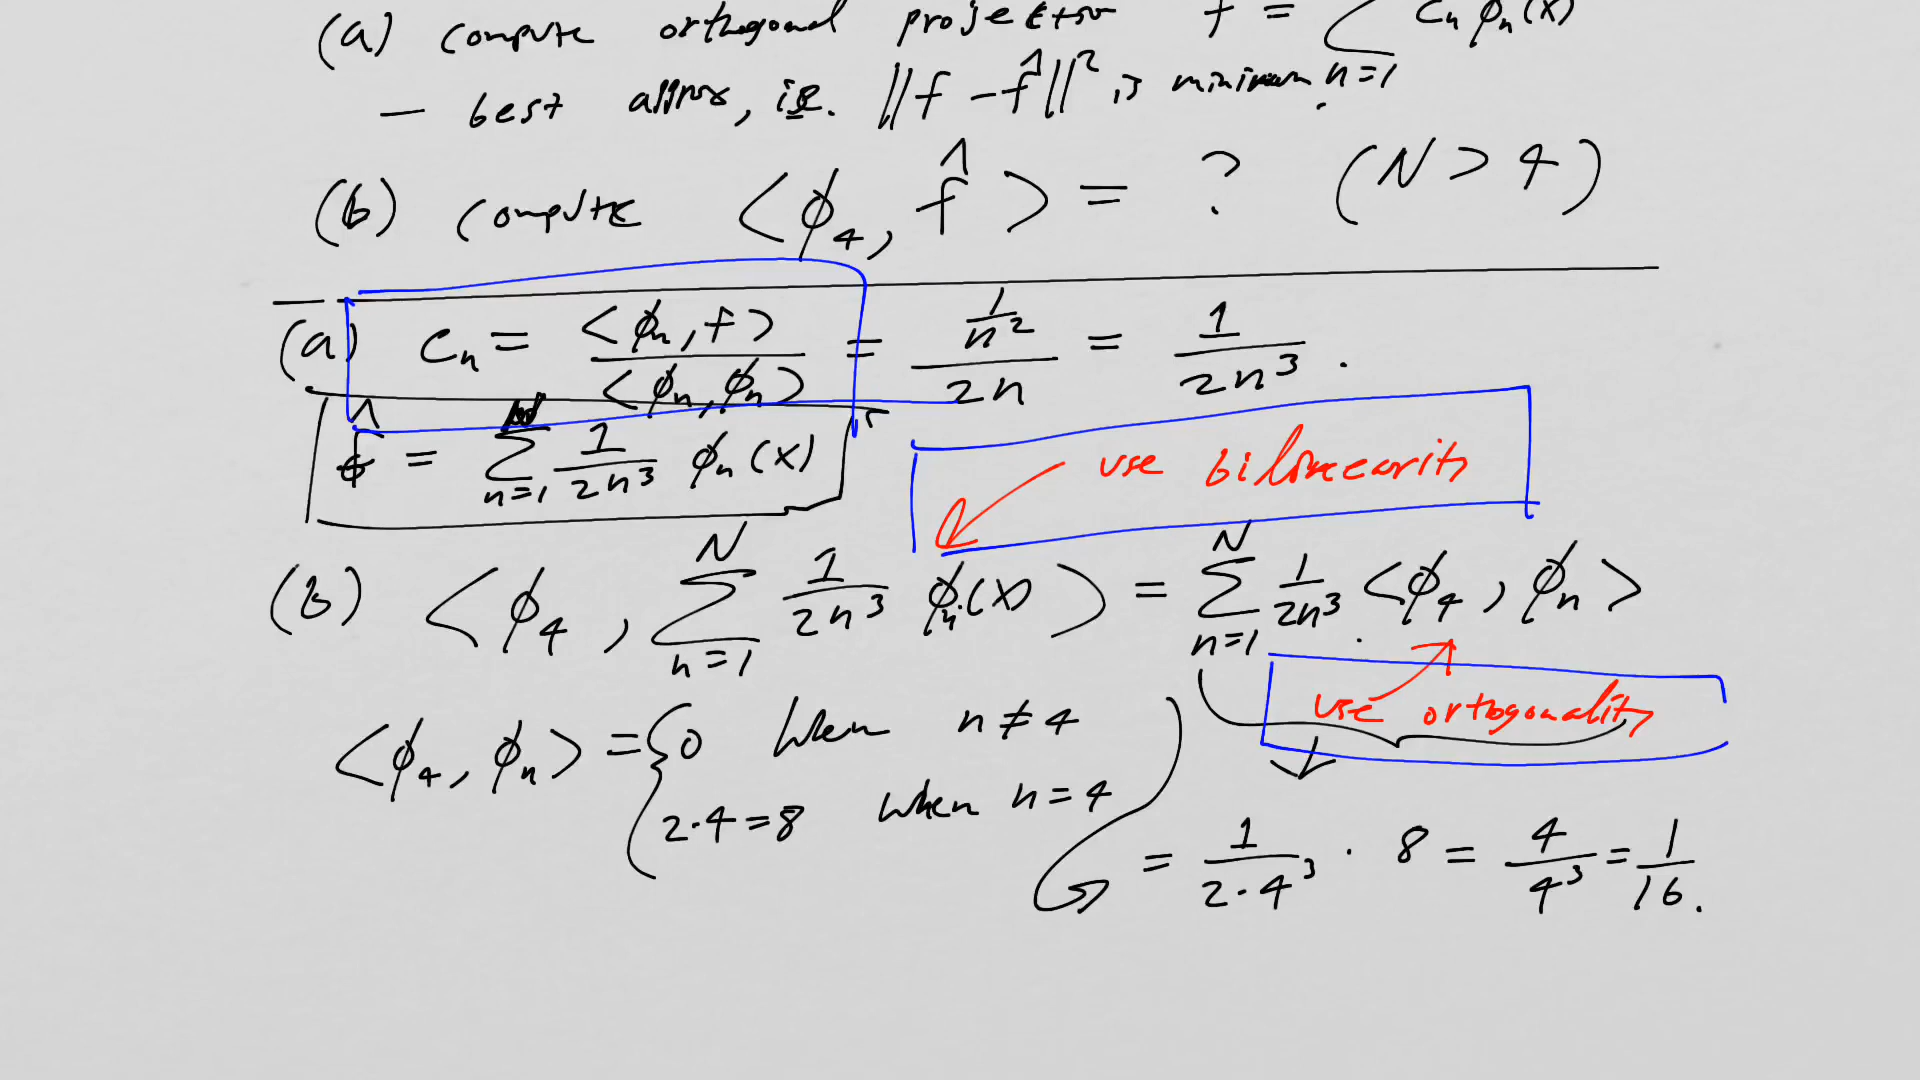 (a) compute orthogonal projection f = ∑ n=1 cₙ ϕₙ(x)
— best approx, i.e. ||f − f̂||² is minimum.
(b) compute <ϕ₄, f̂> = ? (N > 4)
(a) cₙ = <ϕₙ, f> / <ϕₙ, ϕₙ> = (1/n²) / 2n = 1/2n³ .
f̂ = ∑ n=1 1/2n³ ϕₙ(x)
use bilinearity
(b) <ϕ₄, ∑ n=1 N 1/2n³ ϕₙ(x)> = ∑ n=1 N 1/2n³ · <ϕ₄, ϕₙ>
use orthogonality
<ϕ₄, ϕₙ> = { 0 when n ≠ 4
2·4=8 when n=4
= 1/2·4³ · 8 = 4/4³ = 1/16 .